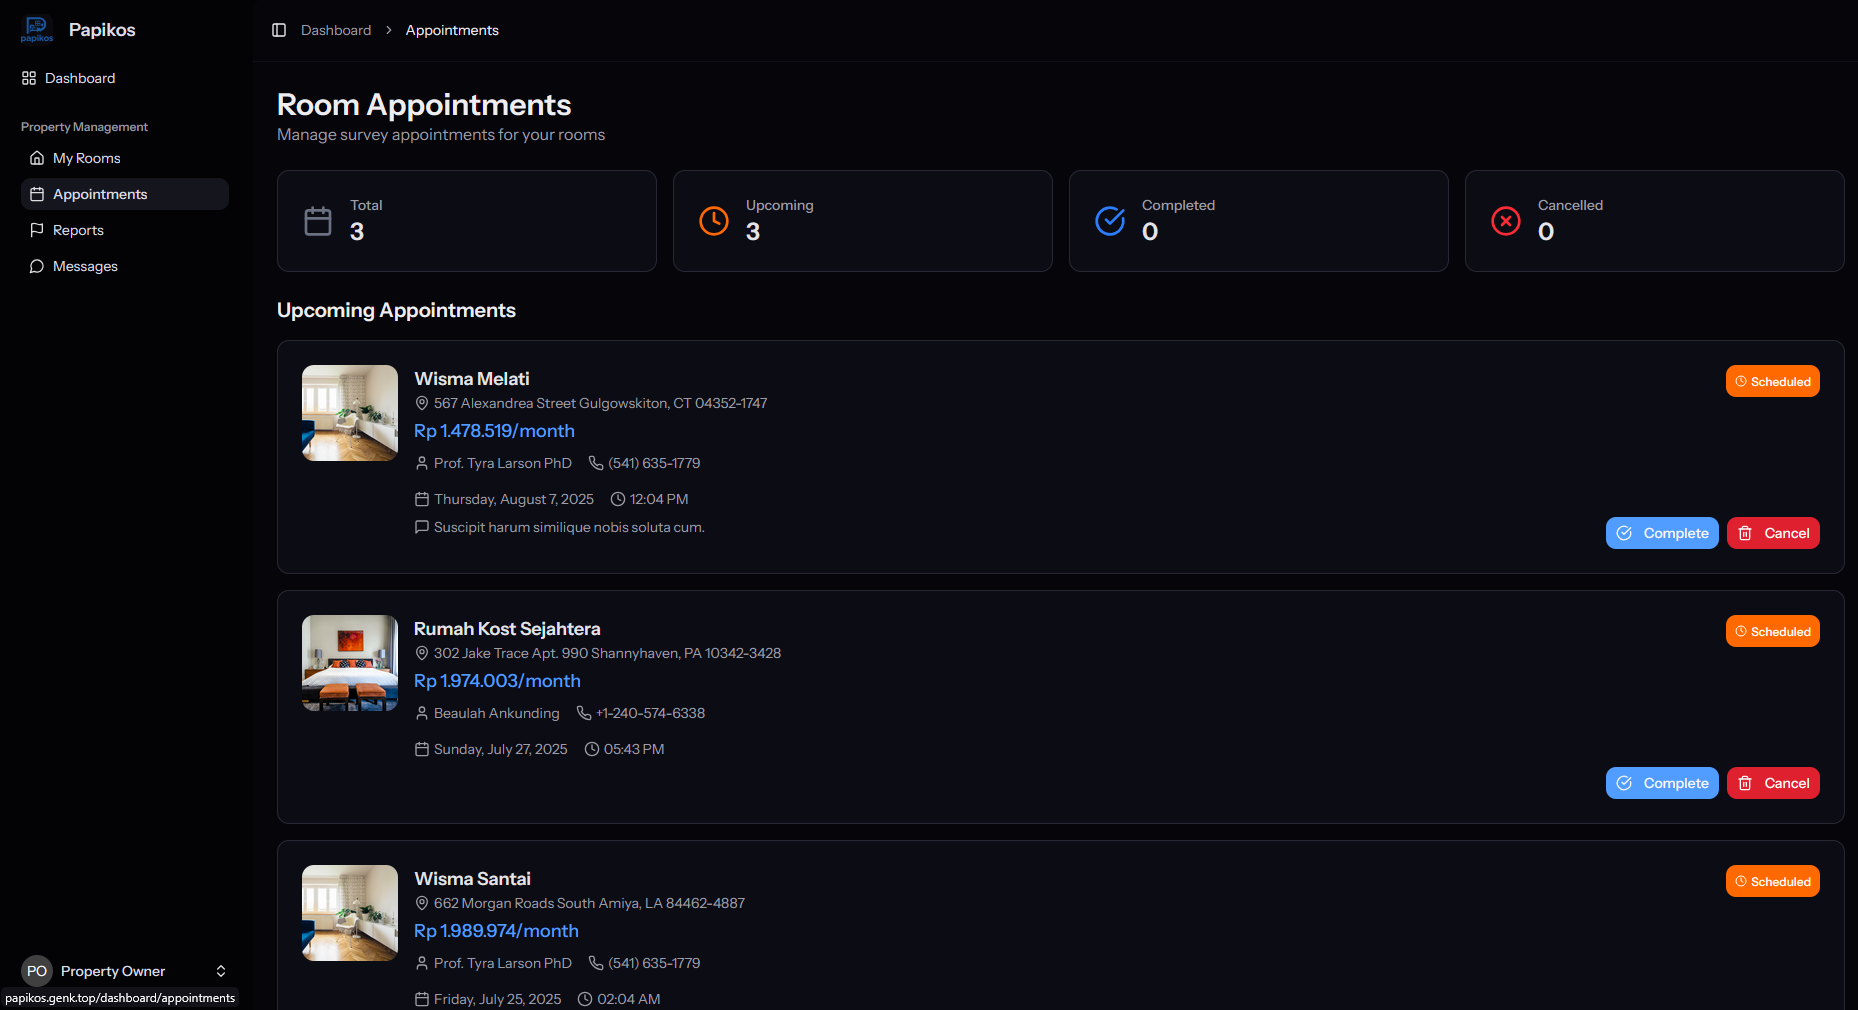 papikos
Papikos
Dashboard
Property Management
My Rooms
Appointments
Reports
Messages
PO Property Owner
papikos.genk.top/dashboard/appointments
Dashboard > Appointments
Room Appointments
Manage survey appointments for your rooms
Total
3
Upcoming
3
Completed
0
Cancelled
0
Upcoming Appointments
Wisma Melati
567 Alexandrea Street Gulgowskiton, CT 04352-1747
Rp 1.478.519/month
Prof. Tyra Larson PhD (541) 635-1779
Thursday, August 7, 2025 12:04 PM
Suscipit harum similique nobis soluta cum.
Scheduled
Complete Cancel
Rumah Kost Sejahtera
302 Jake Trace Apt. 990 Shannyhaven, PA 10342-3428
Rp 1.974.003/month
Beaulah Ankunding +1-240-574-6338
Sunday, July 27, 2025 05:43 PM
Scheduled
Complete Cancel
Wisma Santai
662 Morgan Roads South Amiya, LA 84462-4887
Rp 1.989.974/month
Prof. Tyra Larson PhD (541) 635-1779
Friday, July 25, 2025 02:04 AM
Scheduled